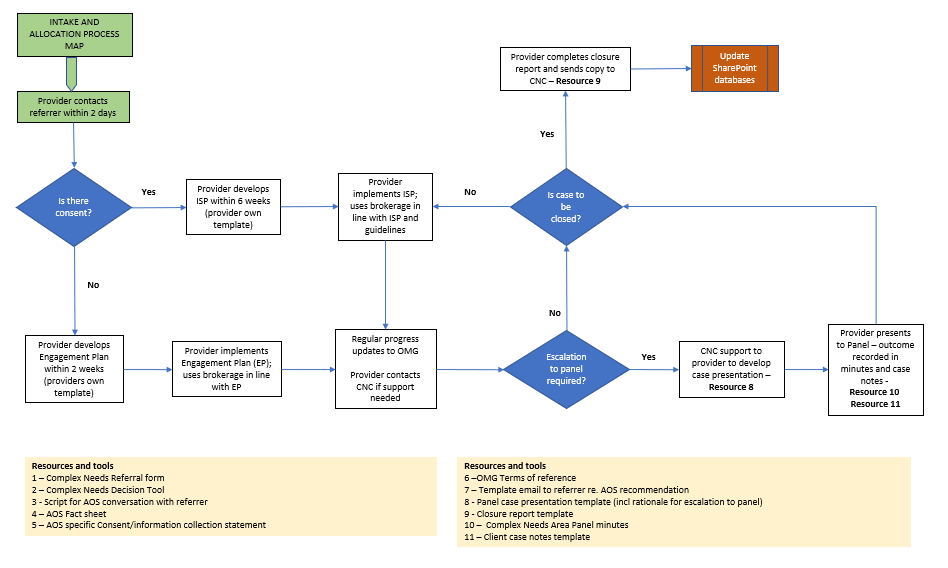 INTAKE AND
ALLOCATION PROCESS
MAP
Provider contacts
referrer within 2 days
Is there
consent?
Yes
No
Provider develops
ISP within 6 weeks
(provider own
template)
Provider
implements ISP;
uses brokerage in
line with ISP and
guidelines
Provider develops
Engagement Plan
within 2 weeks
(providers own
template)
Provider implements
Engagement Plan (EP);
uses brokerage in line
with EP
Regular progress
updates to OMG
Provider contacts
CNC if support
needed
Escalation
to panel
required?
Yes
No
CNC support to
provider to develop
case presentation –
Resource 8
Provider presents
to Panel – outcome
recorded in
minutes and case
notes -
Resource 10
Resource 11
Is case to
be
closed?
No
Yes
Provider completes closure
report and sends copy to
CNC – Resource 9
Update
SharePoint
databases
Resources and tools
1 – Complex Needs Referral form
2 – Complex Needs Decision Tool
3 - Script for AOS conversation with referrer
4 – AOS Fact sheet
5 – AOS specific Consent/information collection statement
Resources and tools
6 –OMG Terms of reference
7 – Template email to referrer re. AOS recommendation
8 - Panel case presentation template (incl rationale for escalation to panel)
9 - Closure report template
10 – Complex Needs Area Panel minutes
11 – Client case notes template